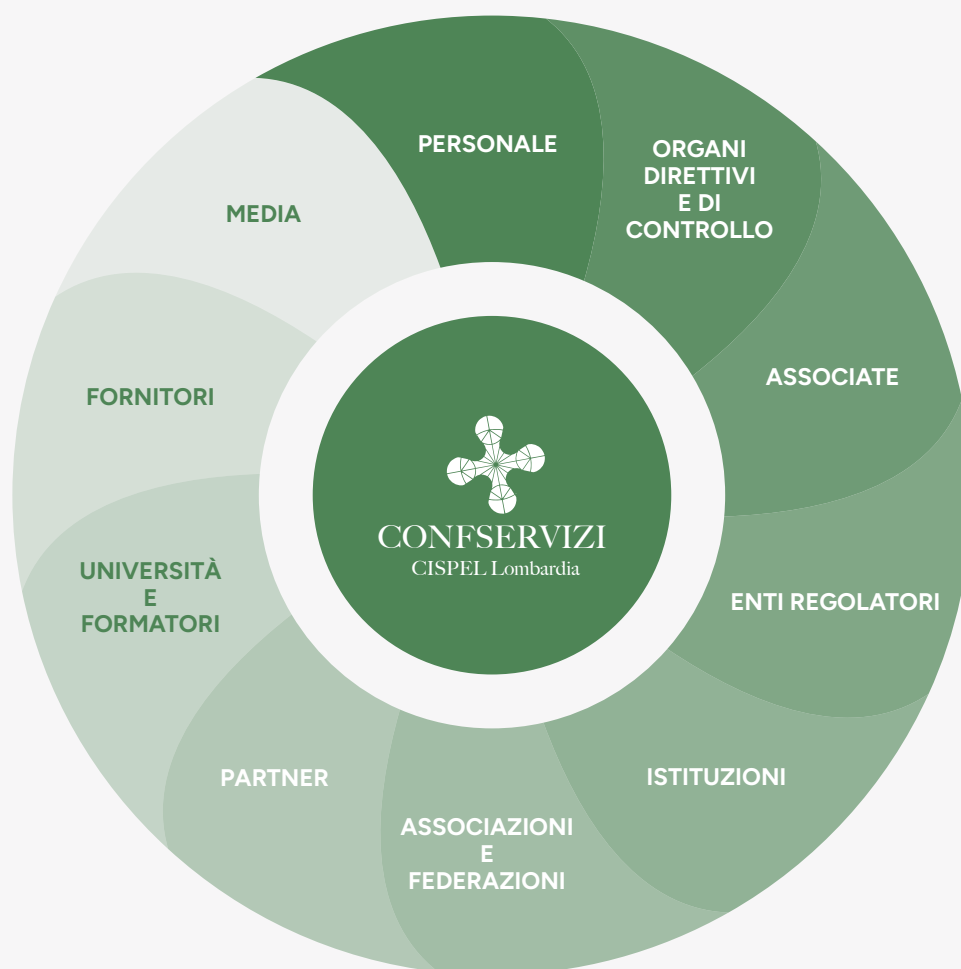 PERSONALE
ORGANI
DIRETTIVI
E DI
CONTROLLO
ASSOCIATE
ENTI REGOLATORI
ISTITUZIONI
ASSOCIAZIONI
E
FEDERAZIONI
PARTNER
UNIVERSITÀ
E
FORMATORI
FORNITORI
MEDIA
CONFSERVIZI
CISPEL Lombardia